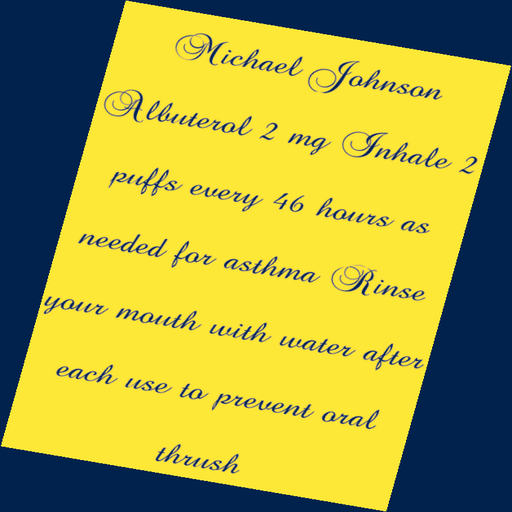 Michael Johnson
Albuterol 2 mg Inhale 2
puffs every 46 hours as
needed for asthma Rinse
your mouth with water after
each use to prevent oral
thrush